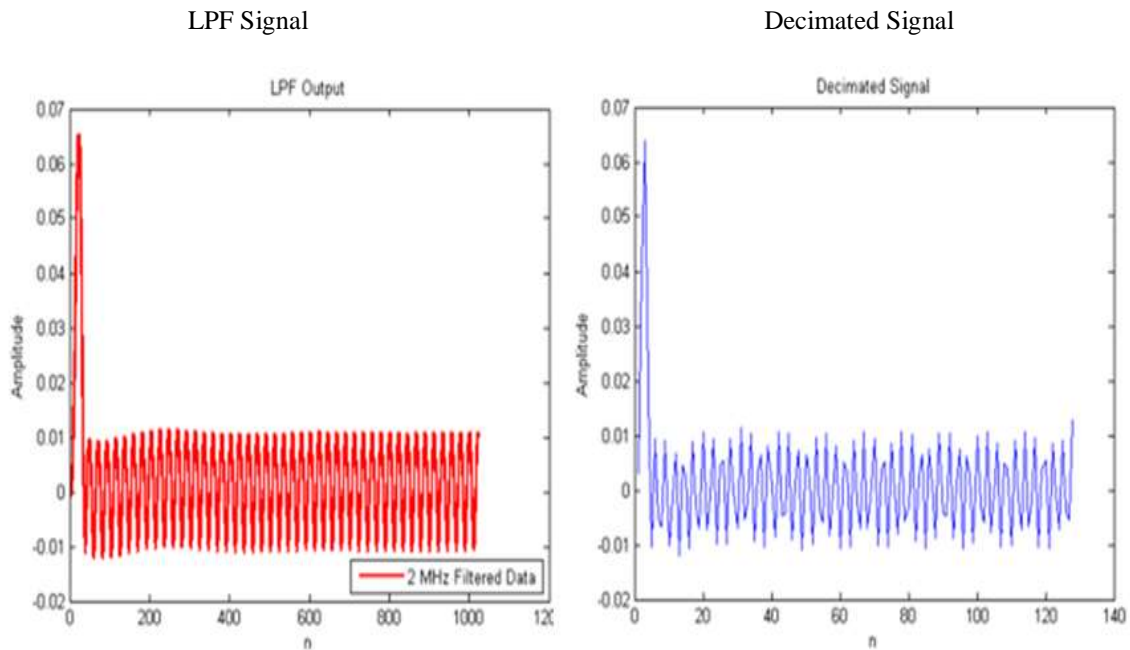 LPF Signal
Decimated Signal
LPF Output
0.07
0.06
0.05
0.04
0.03
0.02
0.01
0
-0.01
-0.02
Amplitude
2 MHz Filtered Data
0 200 400 600 800 1000
n
Decimated Signal
0.07
0.06
0.05
0.04
0.03
0.02
0.01
0
-0.01
-0.02
Amplitude
0 20 40 60 80 100 120 140
n